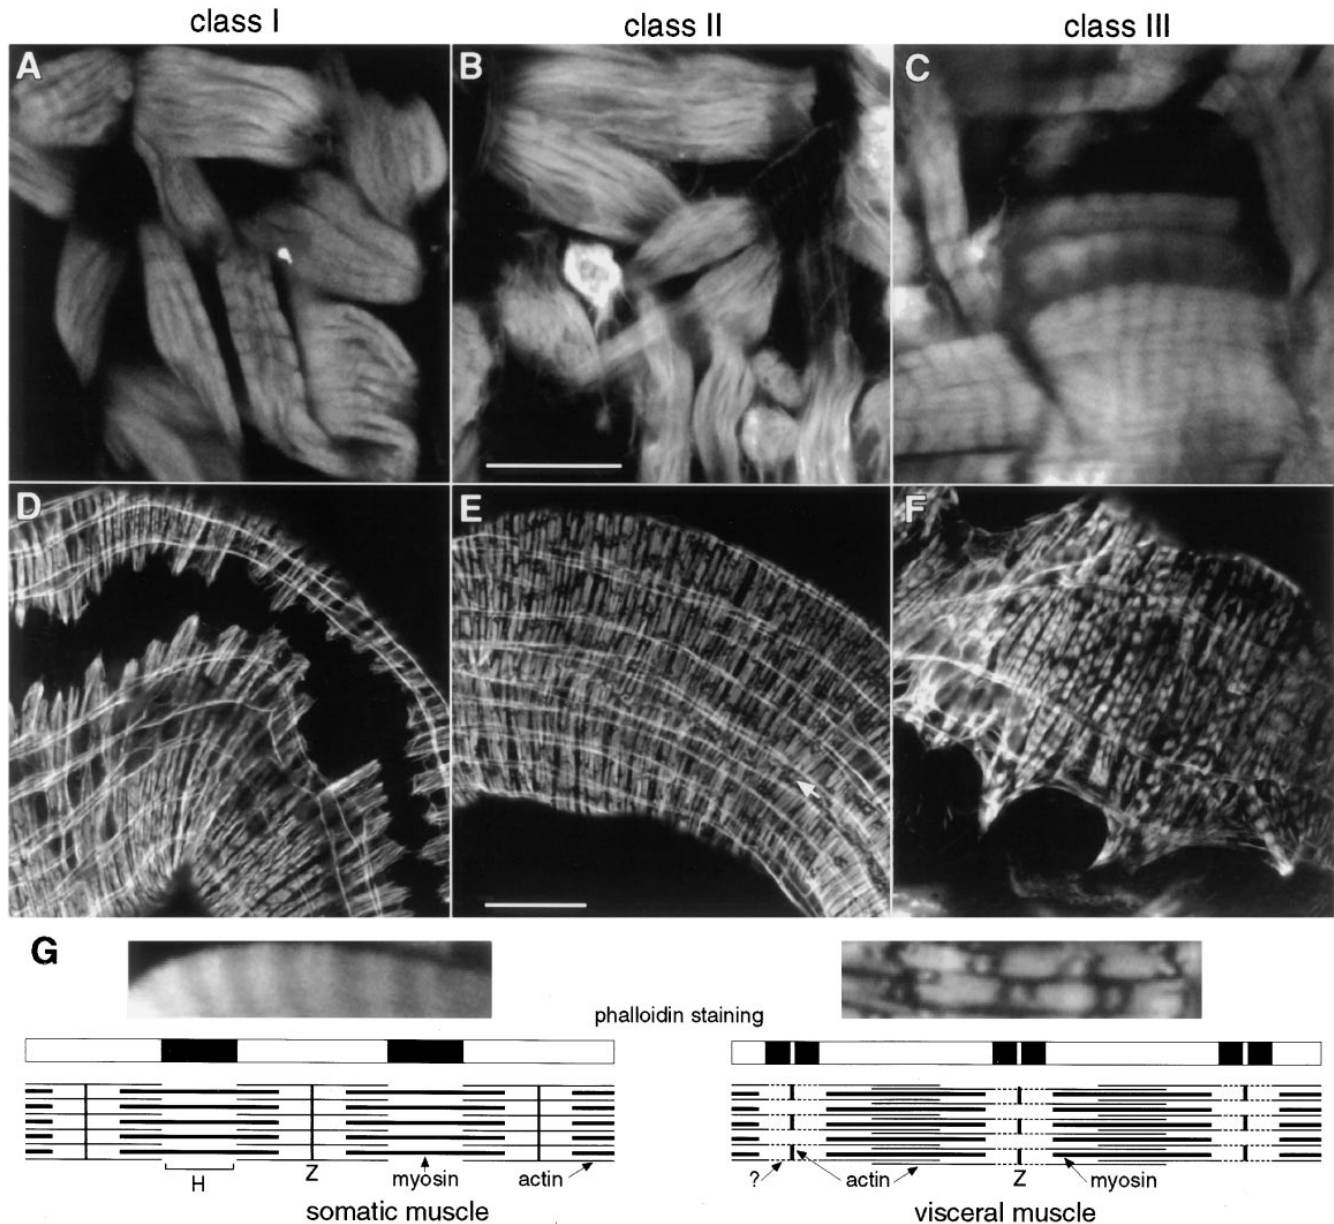 class I class II class III
A B C
D E F
G
phalloidin staining
H Z myosin actin
? actin Z myosin
somatic muscle visceral muscle